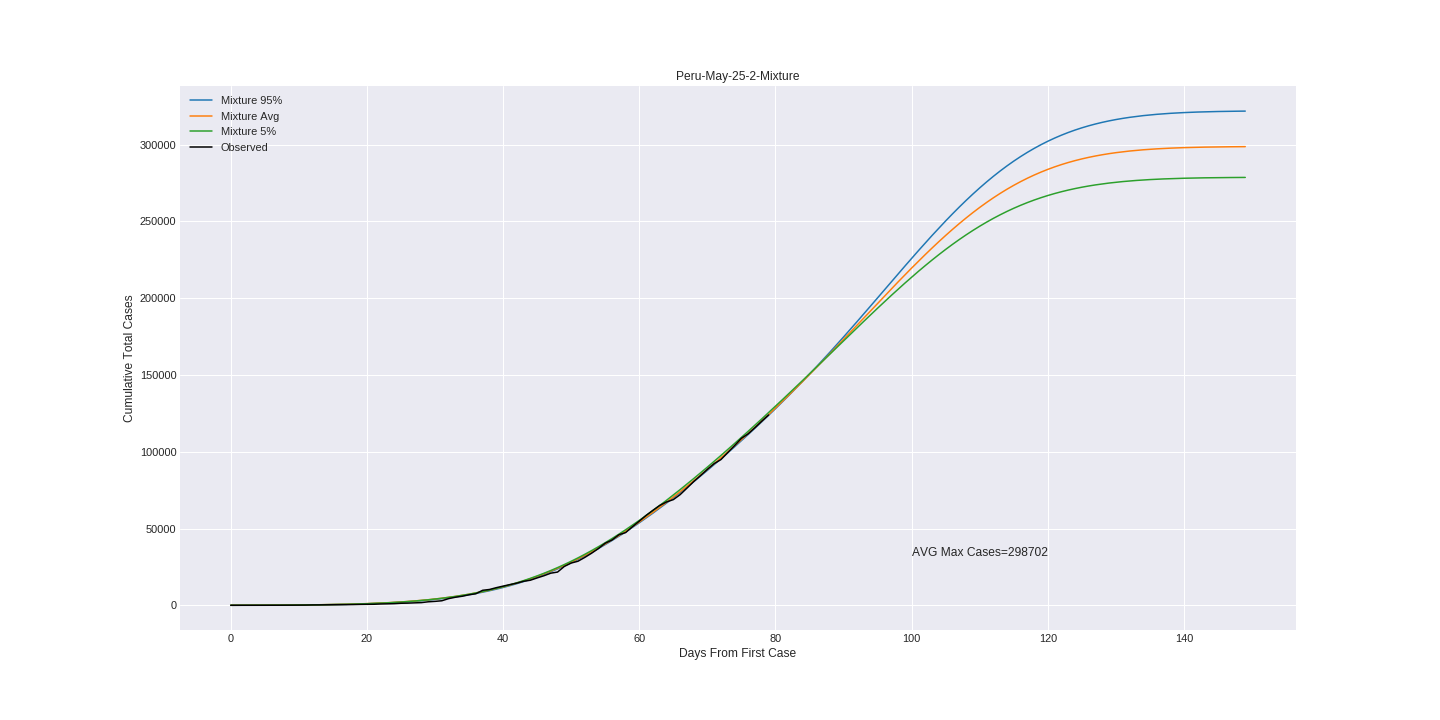 Peru-May-25-2-Mixture
Mixture 95%
Mixture Avg
Mixture 5%
Observed
300000
250000
200000
150000
100000
50000
0
Cumulative Total Cases
AVG Max Cases=298702
0 20 40 60 80 100 120 140
Days From First Case